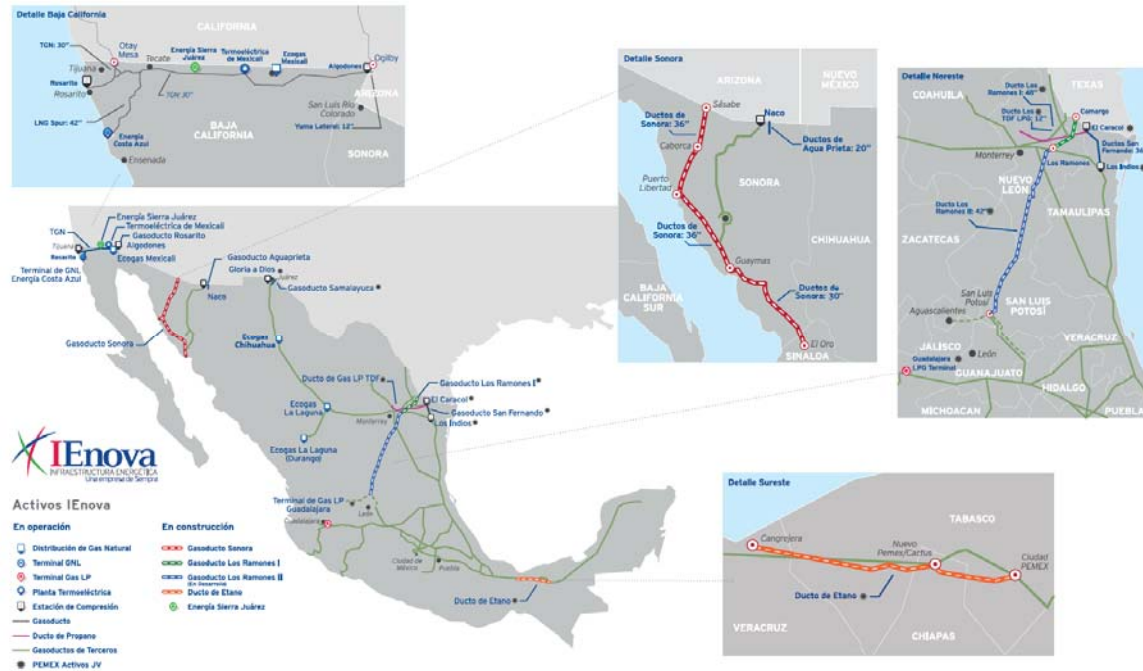 Detalle Baja California
CALIFORNIA
TGN: 30"
Otay
Mesa
Tijuana
Tecate
Energía Sierra
Juárez
Termoeléctrica
de Mexicali
Ecogas
Mexicali
Ogilby
Algodones
Rosarito
Rosarito
TGN 30"
ARIZONA
LNG Spur: 42"
BAJA
CALIFORNIA
San Luis Río
Colorado
Yuma Lateral: 12"
Energía
Costa Azul
Ensenada
SONORA
Detalle Sonora
ARIZONA
NUEVO
MÉXICO
Sásabe
Ductos de
Sonora: 36"
Naco
Ductos de
Agua Prieta: 20"
Caborca
Puerto
Libertad
SONORA
Ductos de
Sonora: 36"
CHIHUAHUA
Guaymas
Ductos de
Sonora: 30"
BAJA
CALIFORNIA
SUR
El Oro
SINALOA
Detalle Noreste
TEXAS
Ducto Los
Ramones I: 48"
COAHUILA
Ducto Los
TDF LPG: 12"
Camargo
El Caracol
Ductos San
Fernando: 36"
Monterrey
Los Ramones
Los Indios
NUEVO
LEÓN
Ducto Los
Ramones II: 42"
TAMAULIPAS
ZACATECAS
San Luis
Potosí
SAN LUIS
POTOSÍ
Aguascalientes
JALISCO
León
VERACRUZ
Guadalajara
LPG Terminal
GUANAJUATO
HIDALGO
MICHOACAN
PUEBLA
Energía Sierra Juárez
Termoeléctrica de Mexicali
TGN
Gasoducto Rosarito
Tijuana
Algodones
Rosarito
Ecogas Mexicali
Terminal de GNL
Energía Costa Azul
Gasoducto Aguaprieta
Gloria a Dios
Juárez
Naco
Gasoducto Samalayuca
Gasoducto Sonora
Ecogas
Chihuahua
Ducto de Gas LP TDF
Gasoducto Los Ramones I
El Caracol
Ecogas
La Laguna
Gasoducto San Fernando
Monterrey
Los Indios
Ecogas La Laguna
(Durango)
Terminal de Gas LP
Guadalajara
León
Guadalajara
Ciudad de
México
Puebla
Ducto de Etano
IEnova
INFRAESTRUCTURA ENERGÉTICA
Una empresa de Sempra
Activos IEnova
En operación
Distribución de Gas Natural
Terminal GNL
Terminal Gas LP
Planta Termoeléctrica
Estación de Compresión
Gasoducto
Ducto de Propano
Gasoductos de Terceros
PEMEX Activos JV
En construcción
Gasoducto Sonora
Gasoducto Los Ramones I
Gasoducto Los Ramones II
(En Desarrollo)
Ducto de Etano
Energía Sierra Juárez
Detalle Sureste
TABASCO
Cangrejera
Nuevo
Pemex/Cactus
Ciudad
PEMEX
Ducto de Etano
VERACRUZ
CHIAPAS